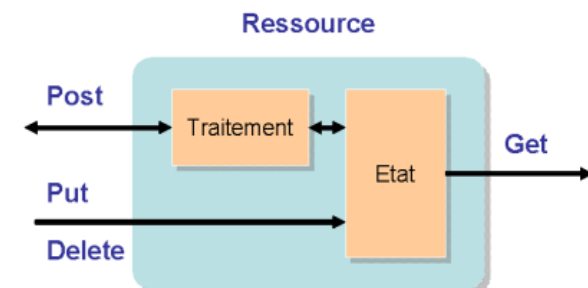 Ressource
Post
Traitement
Get
Etat
Put
Delete